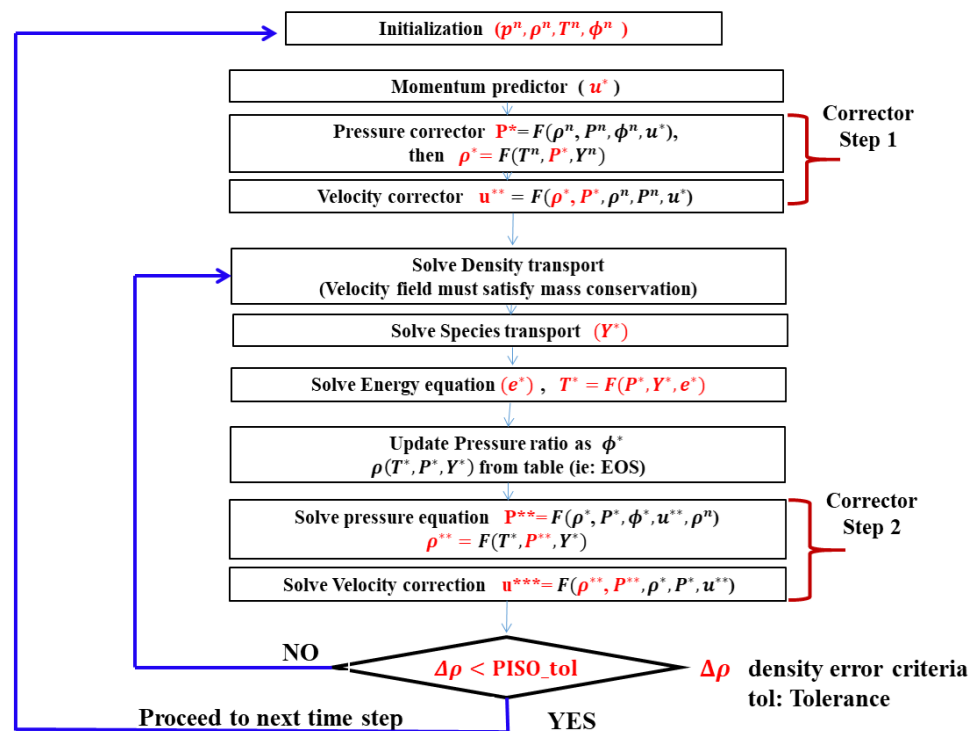 Initialization (pⁿ, ρⁿ, Tⁿ, ϕⁿ )
Momentum predictor ( u* )
Pressure corrector P*= F(ρⁿ, Pⁿ, ϕⁿ, u*),
then ρ*= F(Tⁿ, P*, Yⁿ)
Velocity corrector u** = F(ρ*, P*, ρⁿ, Pⁿ, u*)
Corrector
Step 1
Solve Density transport
(Velocity field must satisfy mass conservation)
Solve Species transport (Y*)
Solve Energy equation (e*) , T* = F(P*, Y*, e*)
Update Pressure ratio as ϕ*
ρ(T*, P*, Y*) from table (ie: EOS)
Solve pressure equation P**= F(ρ*, P*, ϕ*, u**, ρⁿ)
ρ** = F(T*, P**, Y*)
Solve Velocity correction u***= F(ρ**, P**, ρ*, P*, u**)
Corrector
Step 2
NO
Δρ < PISO_tol
Δρ density error criteria
tol: Tolerance
Proceed to next time step
YES